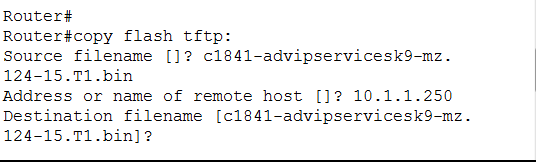 Router#
Router#copy flash tftp:
Source filename []? c1841-advipservicesk9-mz.
124-15.T1.bin
Address or name of remote host []? 10.1.1.250
Destination filename [c1841-advipservicesk9-mz.
124-15.T1.bin]?